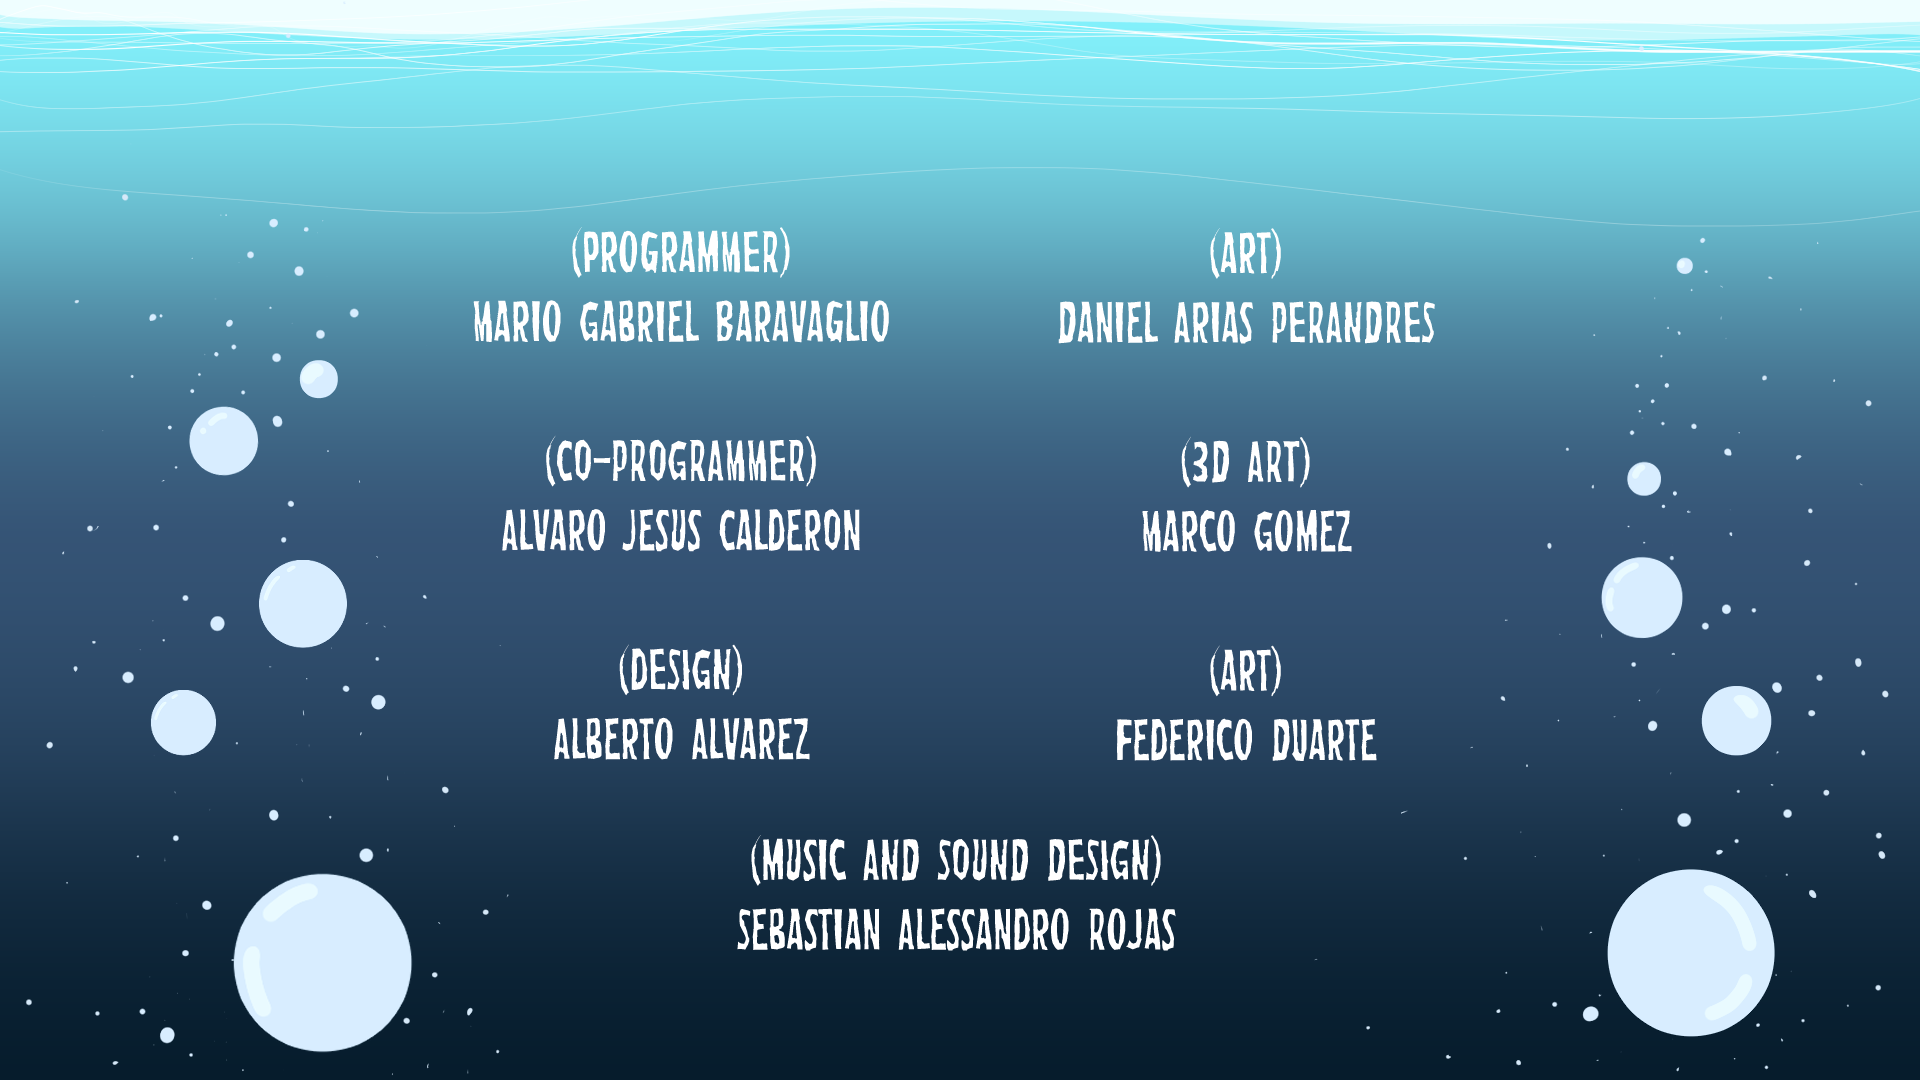 (PROGRAMMER)
MARIO GABRIEL BARAVAGLIO
(ART)
DANIEL ARIAS PERANDRES
(CO-PROGRAMMER)
ALVARO JESUS CALDERON
(3D ART)
MARCO GOMEZ
(DESIGN)
ALBERTO ALVAREZ
(ART)
FEDERICO DUARTE
(MUSIC AND SOUND DESIGN)
SEBASTIAN ALESSANDRO ROJAS